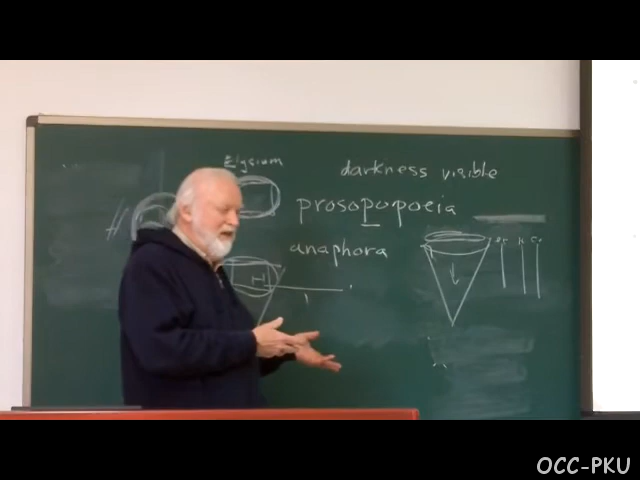 Elysium
darkness visible
prosopopoeia
anaphora
OCC-PKU